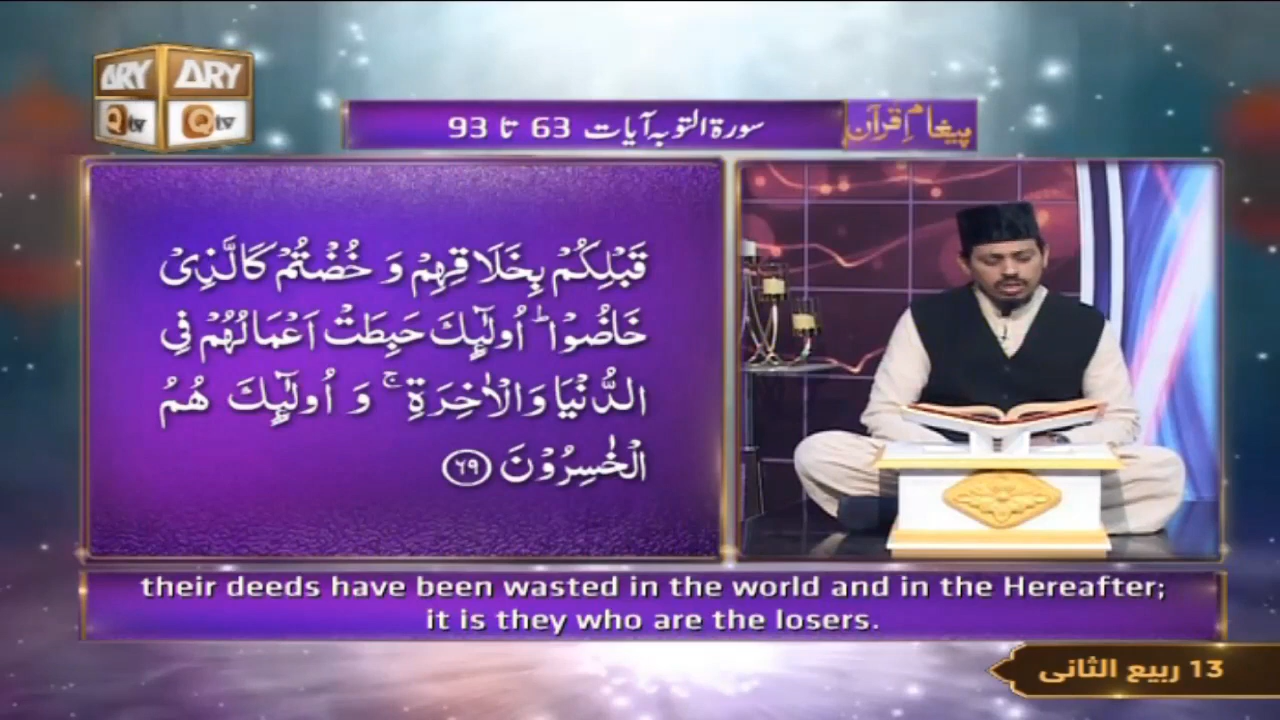 ARY ARY
Qtv Qtv
پیغامِ قرآن
سورۃ التوبہ آیات 63 تا 93
قَبْلِكُمْ بِخَلَاقِهِمْ وَ خُضْتُمْ كَالَّذِیْ
خَاضُوْا ؕ اُولٰٓىِٕكَ حَبِطَتْ اَعْمَالُهُمْ فِی
الدُّنْیَا وَ الْاٰخِرَةِ ۚ وَ اُولٰٓىِٕكَ هُمُ
الْخٰسِرُوْنَ ۶۹
their deeds have been wasted in the world and in the Hereafter;
it is they who are the losers.
13 ربیع الثانی